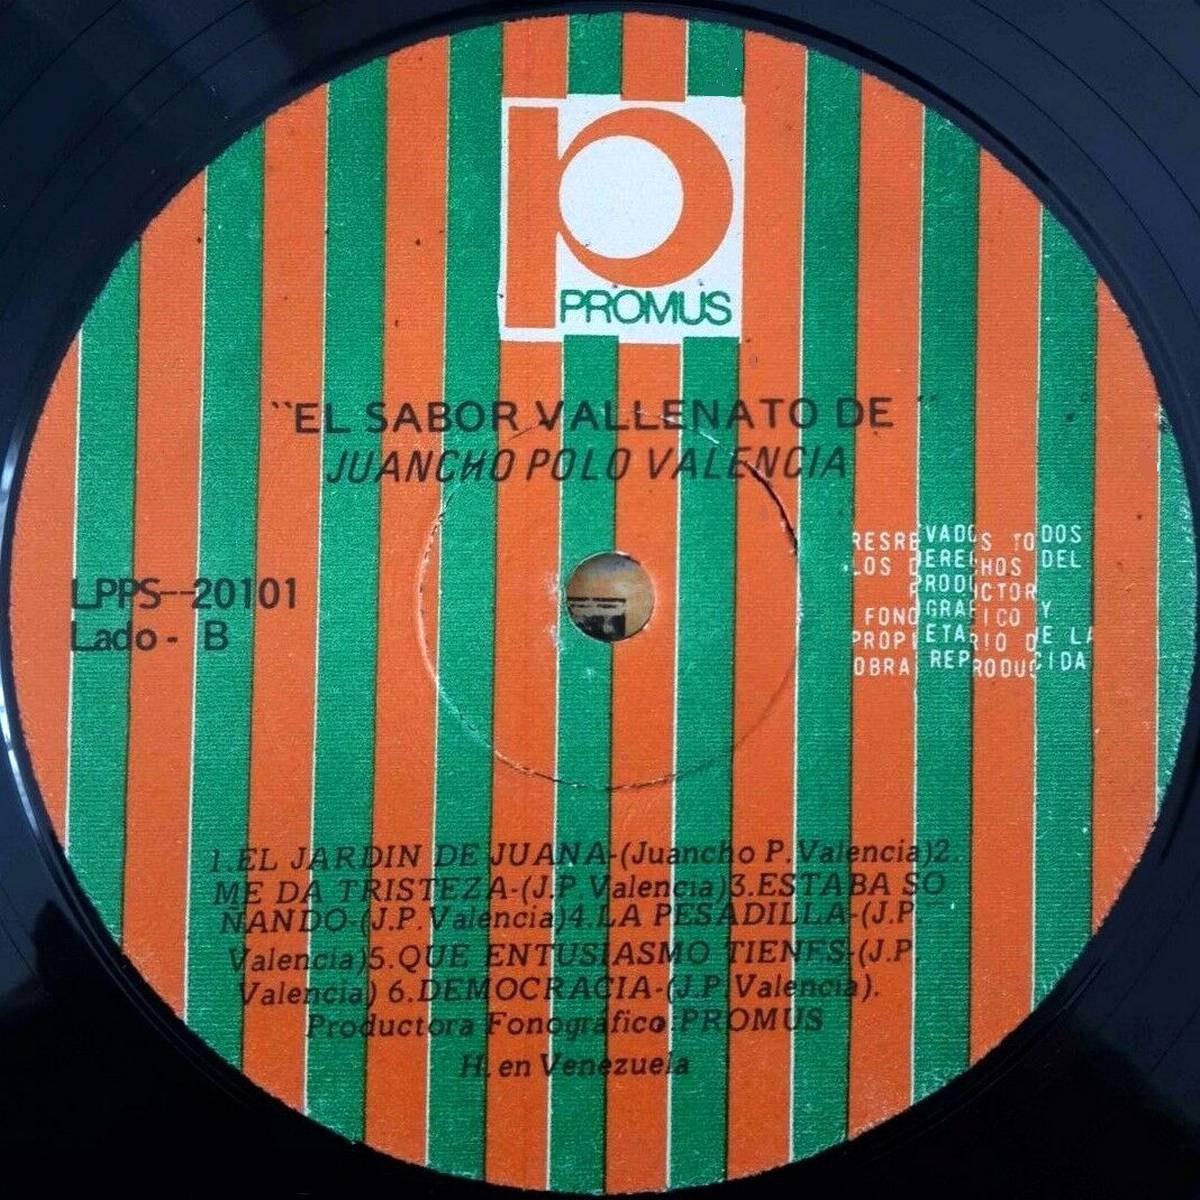 PROMUS
"EL SABOR VALLENATO DE"
JUANCHO POLO VALENCIA
LPPS--20101
Lado - B
RESREVADOS TODOS
LOS DERECHOS DEL
PRODUCTOR
FONOGRAFICO Y
PROPIETARIO DE LA
OBRA REPRODUCIDA
1.EL JARDIN DE JUANA-(Juancho P.Valencia)2.
ME DA TRISTEZA-(J.P.Valencia)3.ESTABA SO
ÑANDO-(J.P.Valencia)4.LA PESADILLA-(J.P.
Valencia)5.QUE ENTUSIASMO TIENES-(J.P.
Valencia) 6.DEMOCRACIA-(J.P.Valencia).
Productora Fonográfico:PROMUS
H. en Venezuela